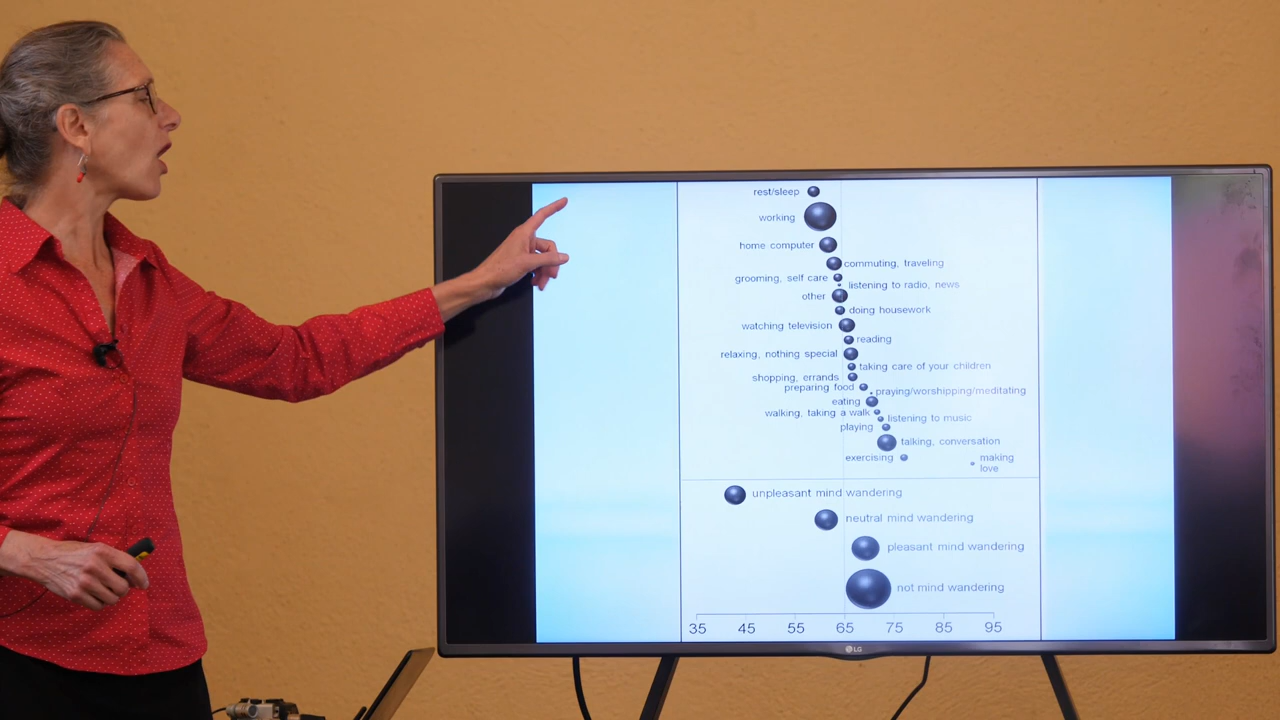 rest/sleep
working
home computer
commuting, traveling
grooming, self care
listening to radio, news
other
doing housework
watching television
reading
relaxing, nothing special
taking care of your children
shopping, errands
preparing food
praying/worshipping/meditating
eating
walking, taking a walk
listening to music
playing
talking, conversation
exercising
making
love
unpleasant mind wandering
neutral mind wandering
pleasant mind wandering
not mind wandering
35 45 55 65 75 85 95
LG